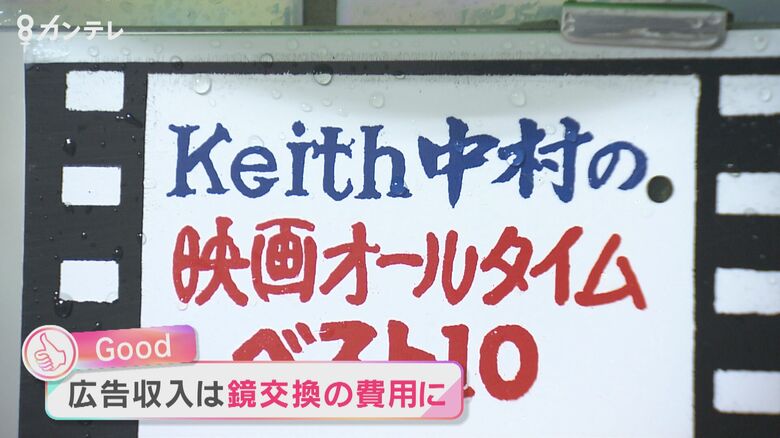 8カンテレ
Keith中村の
映画オールタイム
ベスト10
Good
広告収入は鏡交換の費用に